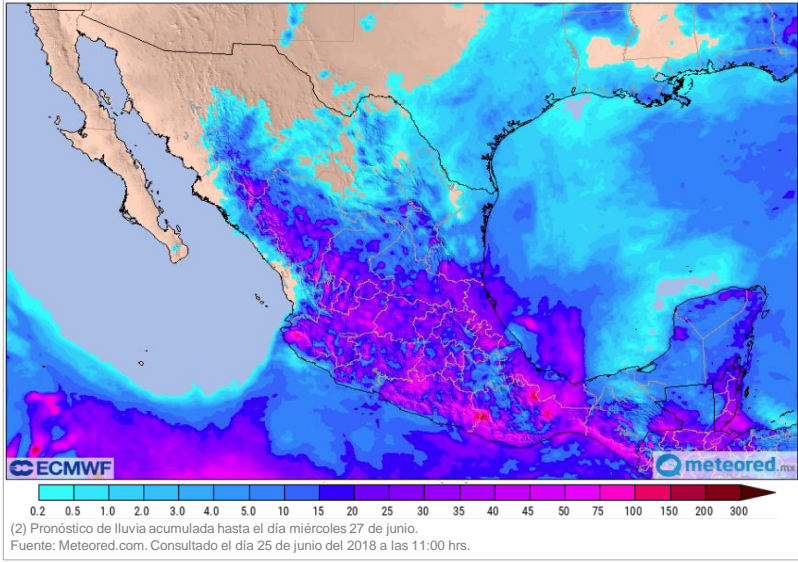 ECMWF
meteored.mx
0.2 0.5 1.0 2.0 3.0 4.0 5.0 10 15 20 25 30 35 40 45 50 75 100 150 200 300
(2) Pronóstico de lluvia acumulada hasta el día miércoles 27 de junio.
Fuente: Meteored.com. Consultado el día 25 de junio del 2018 a las 11:00 hrs.